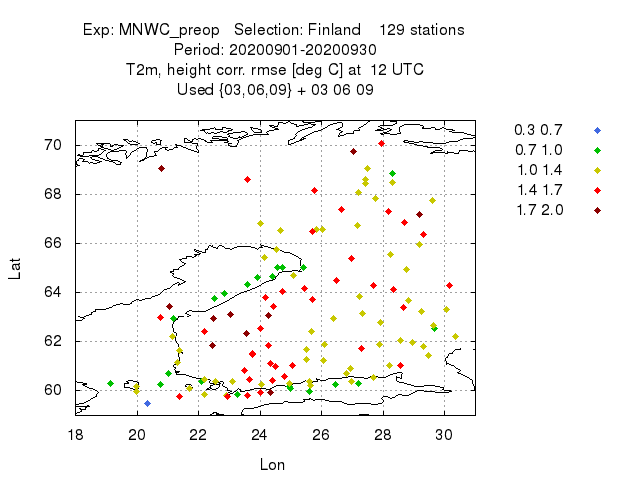 Exp: MNWC_preop Selection: Finland 129 stations
Period: 20200901-20200930
T2m, height corr. rmse [deg C] at 12 UTC
Used {03,06,09} + 03 06 09
0.3 0.7
0.7 1.0
1.0 1.4
1.4 1.7
1.7 2.0
70
68
66
64
62
60
Lat
18 20 22 24 26 28 30
Lon